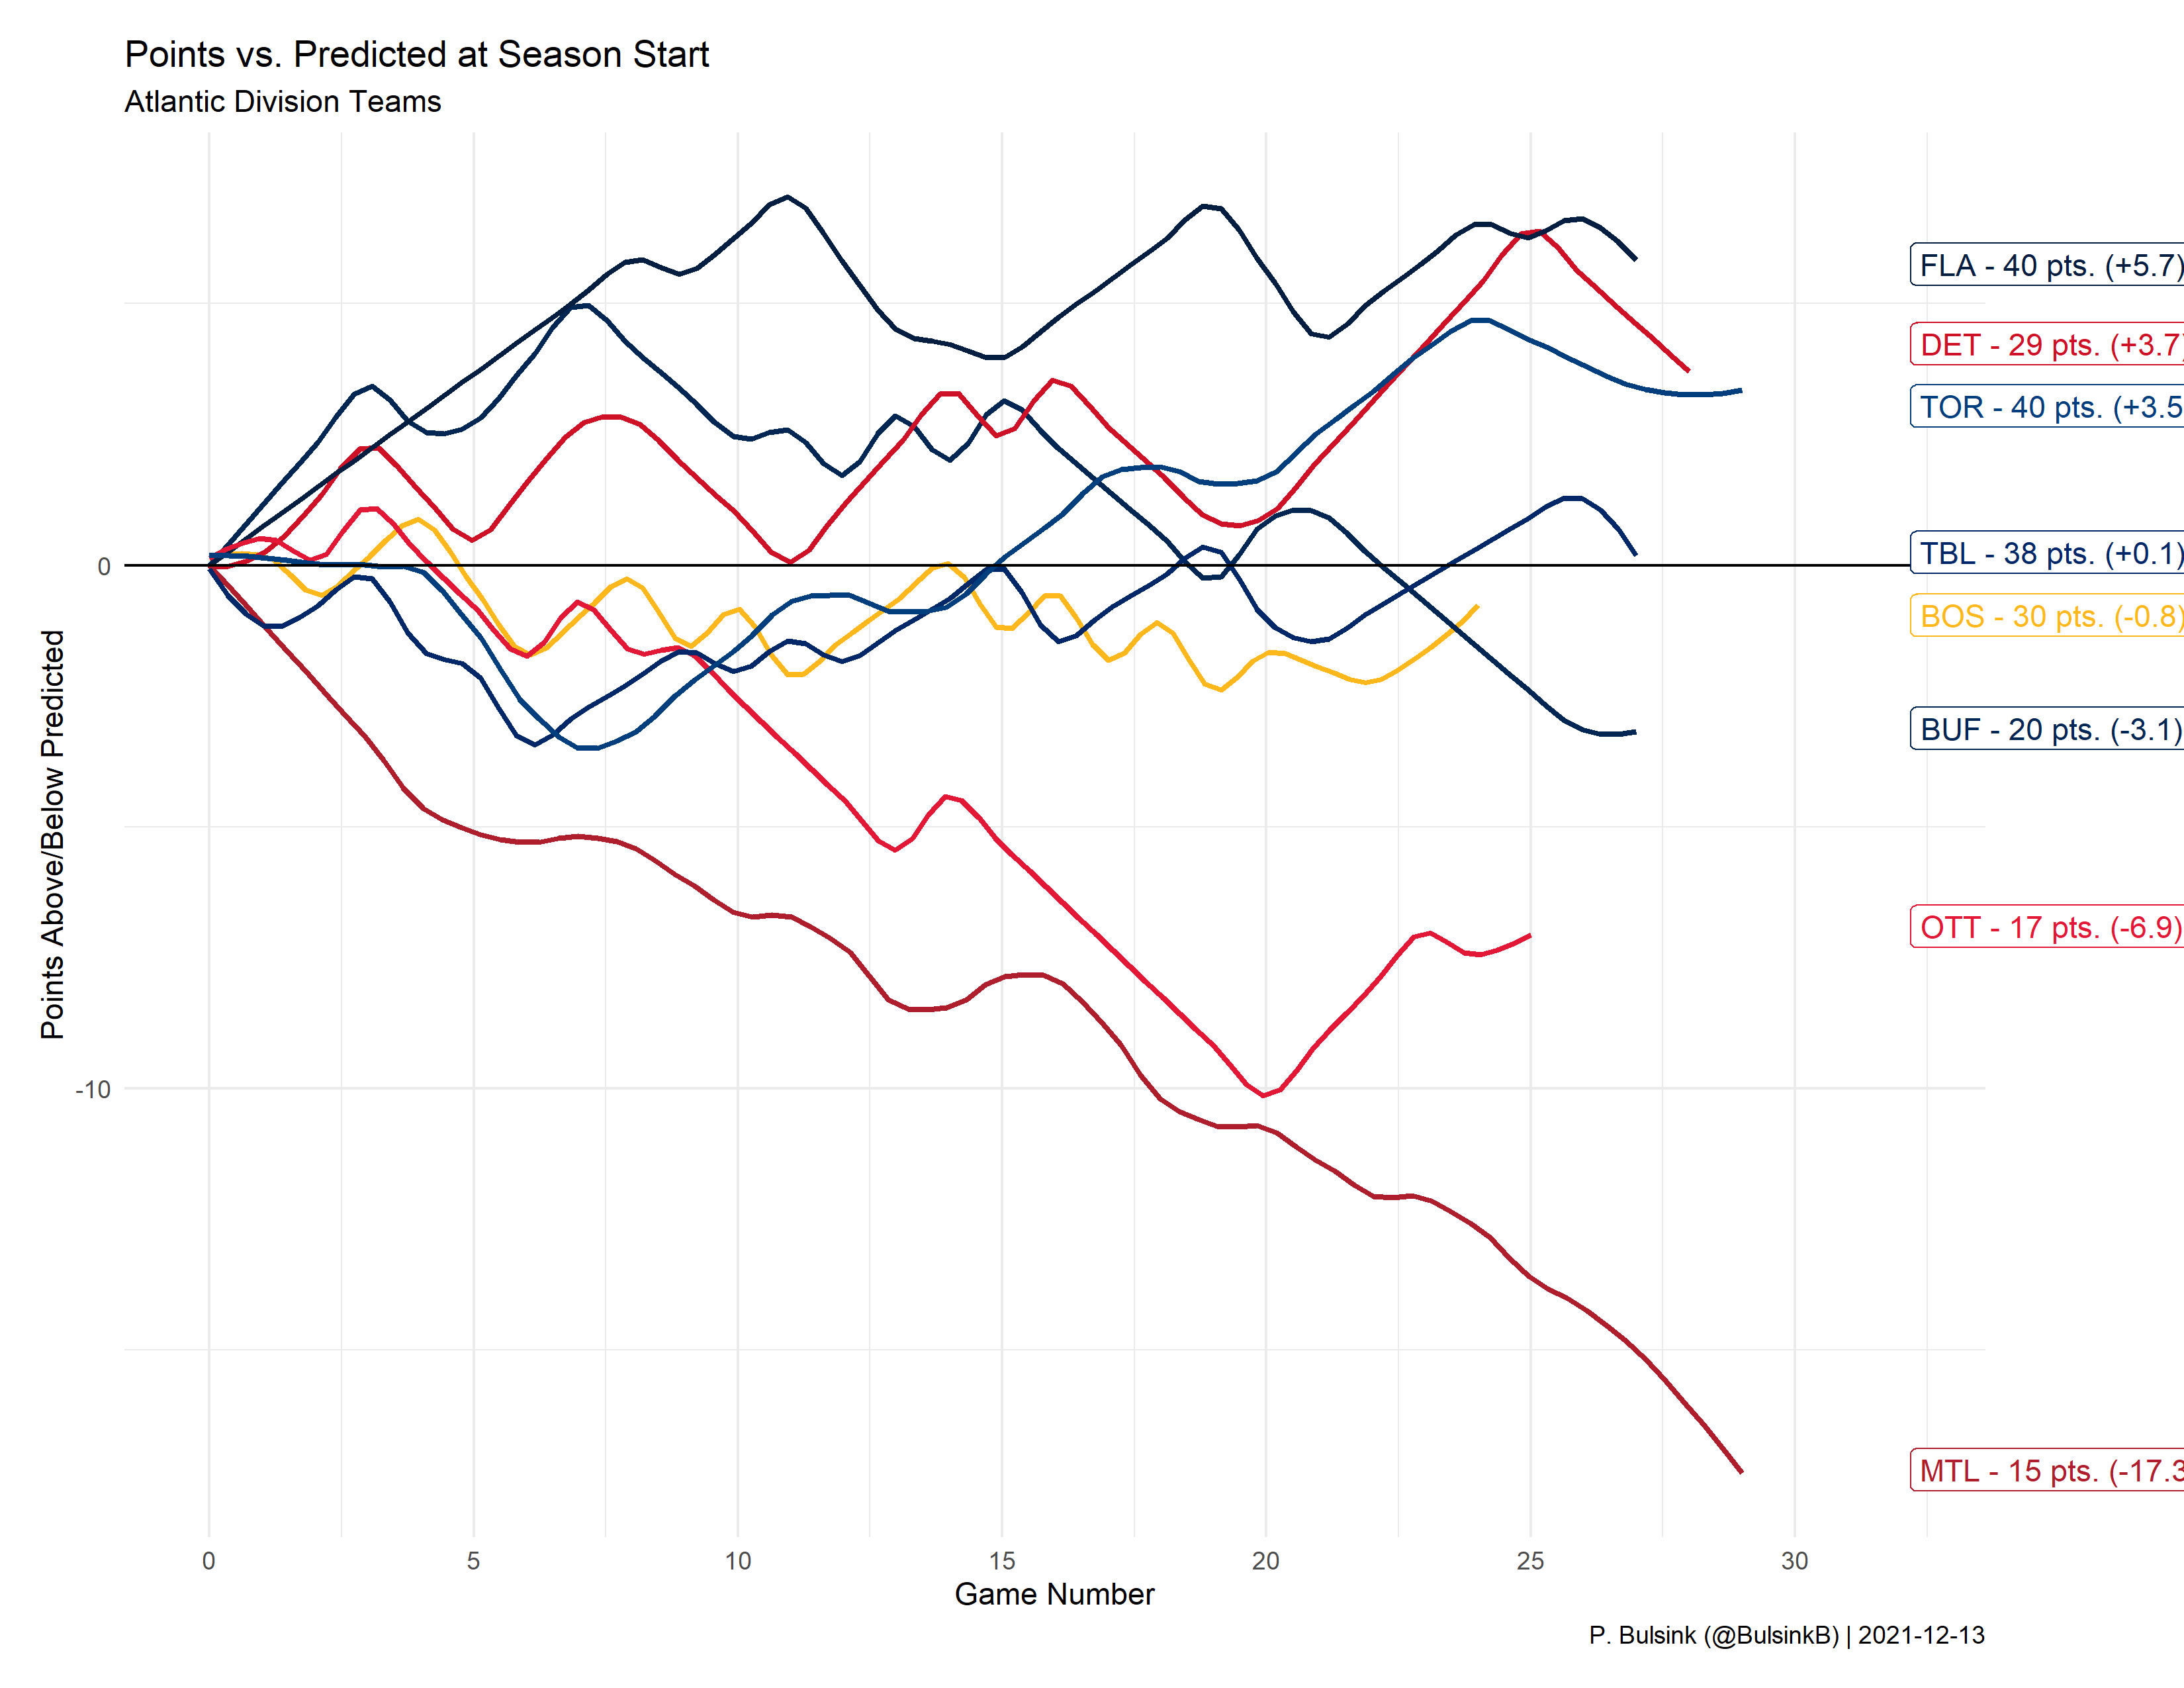 Points vs. Predicted at Season Start
Atlantic Division Teams
Points Above/Below Predicted
0
-10
FLA - 40 pts. (+5.7)
DET - 29 pts. (+3.7)
TOR - 40 pts. (+3.5
TBL - 38 pts. (+0.1)
BOS - 30 pts. (-0.8)
BUF - 20 pts. (-3.1)
OTT - 17 pts. (-6.9)
MTL - 15 pts. (-17.3
0 5 10 15 20 25 30
Game Number
P. Bulsink (@BulsinkB) | 2021-12-13